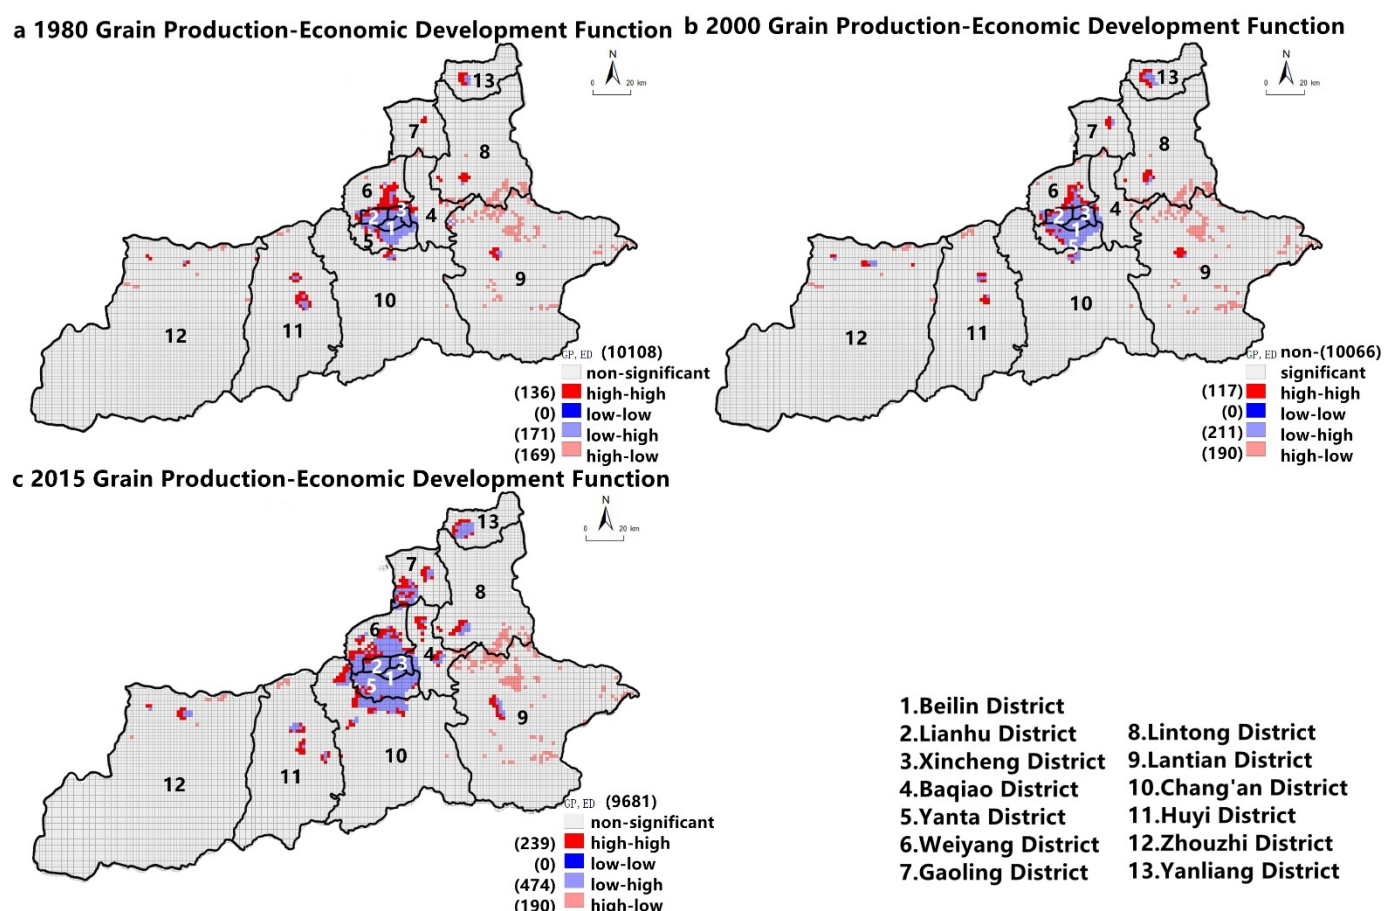 a 1980 Grain Production-Economic Development Function
N
0 20 km
13
7
8
6
2 3
4
1
5
9
10
12
11
GP, ED (10108)
non-significant
(136) high-high
(0) low-low
(171) low-high
(169) high-low
b 2000 Grain Production-Economic Development Function
N
0 20 km
13
7
8
6
2 3
4
1
5
9
10
12
11
GP, ED non-(10066)
significant
(117) high-high
(0) low-low
(211) low-high
(190) high-low
c 2015 Grain Production-Economic Development Function
N
0 20 km
13
7
8
6
4
2 3
1
5
9
10
12
11
GP, ED (9681)
non-significant
(239) high-high
(0) low-low
(474) low-high
(190) high-low
1.Beilin District
2.Lianhu District
3.Xincheng District
4.Baqiao District
5.Yanta District
6.Weiyang District
7.Gaoling District
8.Lintong District
9.Lantian District
10.Chang'an District
11.Huyi District
12.Zhouzhi District
13.Yanliang District